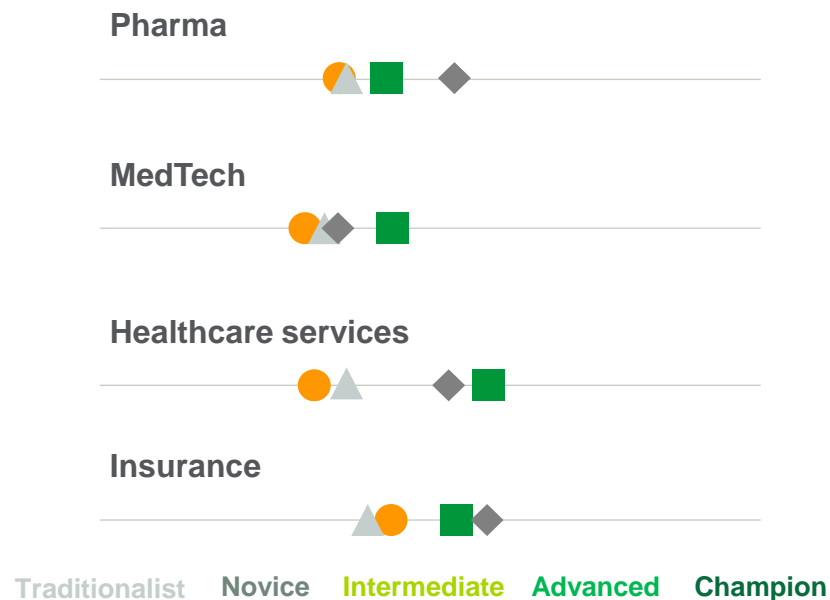 Pharma
MedTech
Healthcare services
Insurance
Traditionalist Novice Intermediate Advanced Champion